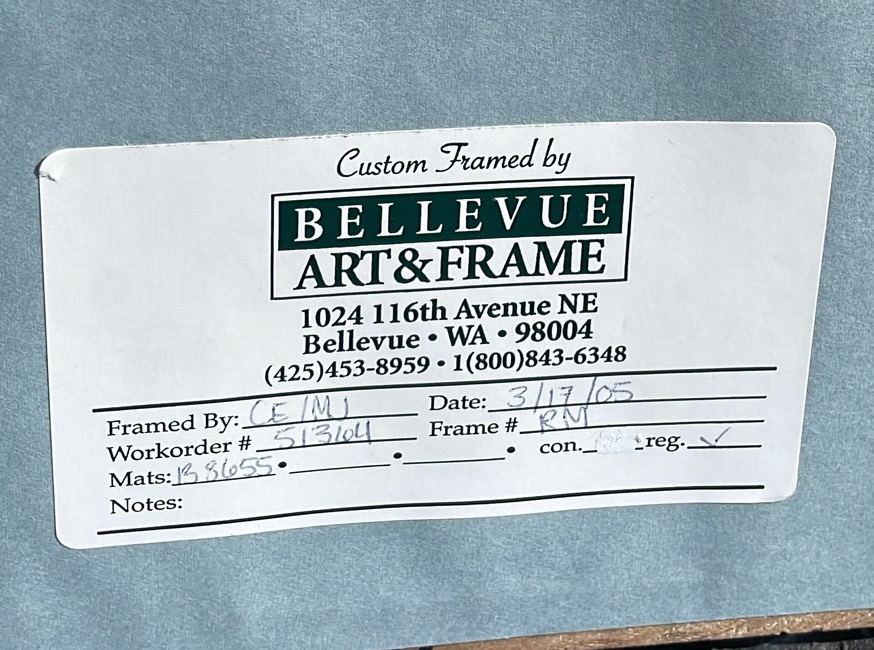 Custom Framed by
BELLEVUE
ART&FRAME
1024 116th Avenue NE
Bellevue • WA • 98004
(425)453-8959 • 1(800)843-6348
Framed By: CE/MJ Date: 3/17/05
Workorder # 513104 Frame # RM
Mats: B8655 • • • con. reg. ✓
Notes: